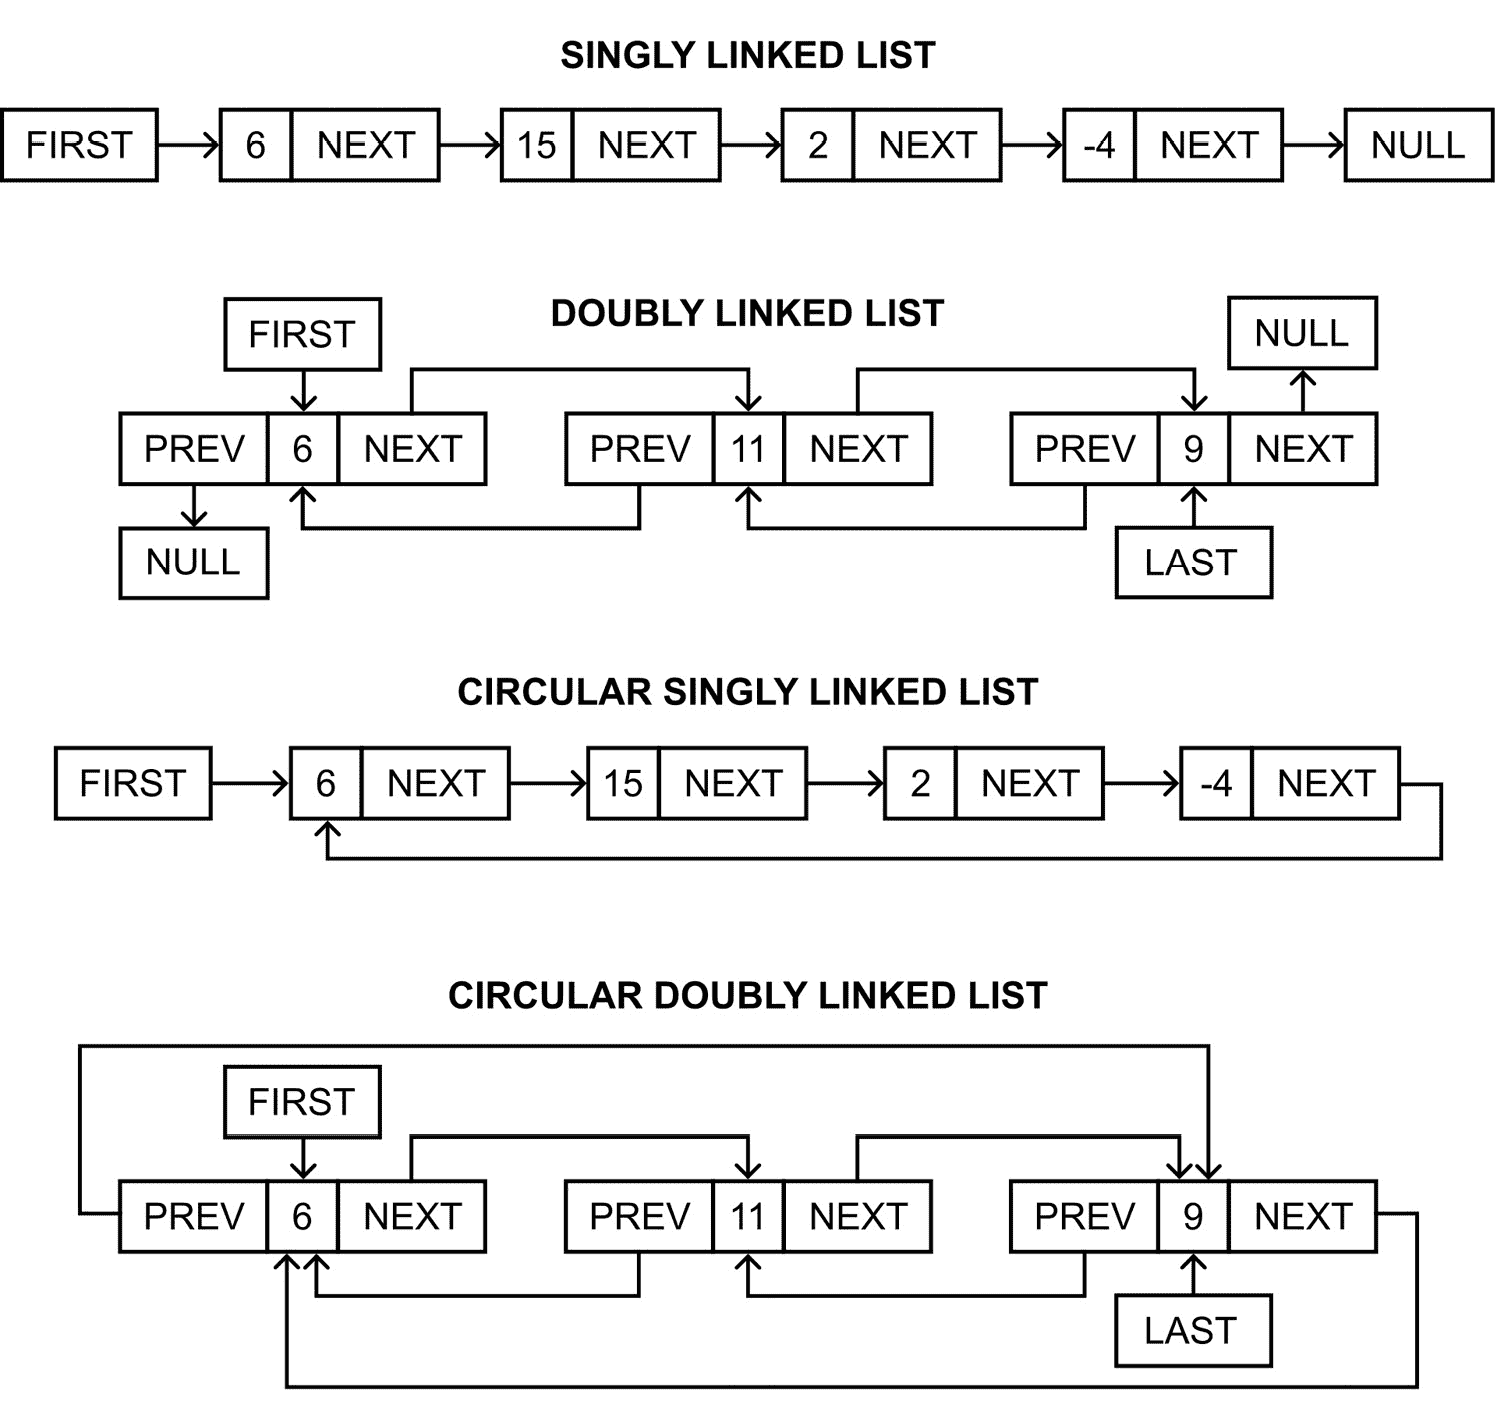 SINGLY LINKED LIST
FIRST 6 NEXT 15 NEXT 2 NEXT -4 NEXT NULL
DOUBLY LINKED LIST
FIRST NULL
PREV 6 NEXT PREV 11 NEXT PREV 9 NEXT
NULL LAST
CIRCULAR SINGLY LINKED LIST
FIRST 6 NEXT 15 NEXT 2 NEXT -4 NEXT
CIRCULAR DOUBLY LINKED LIST
FIRST
PREV 6 NEXT PREV 11 NEXT PREV 9 NEXT
LAST